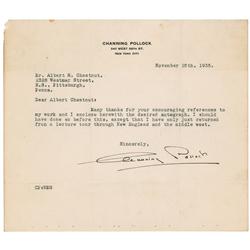 CHANNING POLLOCK
NEW YORK CITY
November 18th, 1935.
Mr. Albert H. Chestnut,
2328 Westmar Street,
N.S., Pittsburgh,
Penna.
Dear Albert Chestnut:
Many thanks for your encouraging references to
my work and I enclose herewith the desired autograph. I should
have done so before this, except that I have only just returned
from a lecture tour through New England and the middle west.
Sincerely,
Channing Pollock